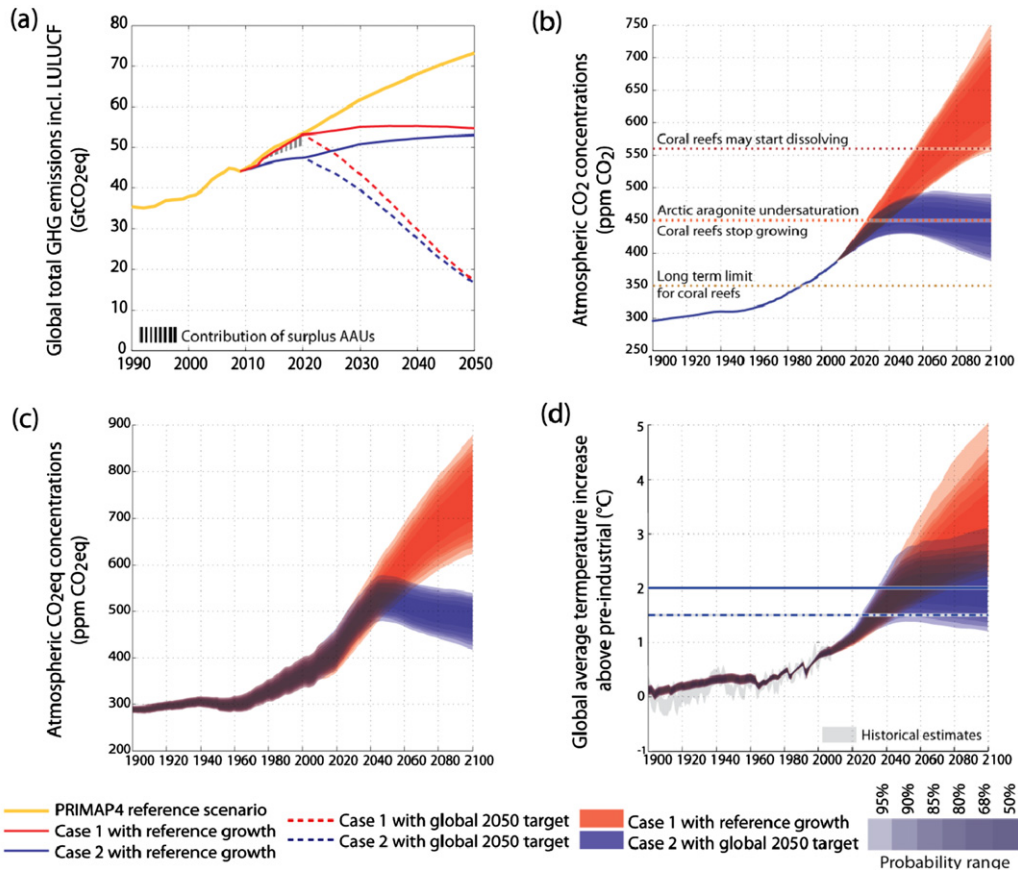 (a)
Global total GHG emissions incl. LULUCF
(GtCO2eq)
80
70
60
50
40
30
20
10
0
Contribution of surplus AAUs
1990 2000 2010 2020 2030 2040 2050
(b)
Atmospheric CO2 concentrations
(ppm CO2)
750
700
650
600
550
500
450
400
350
300
250
Coral reefs may start dissolving
Arctic aragonite undersaturation
Coral reefs stop growing
Long term limit
for coral reefs
1900 1920 1940 1960 1980 2000 2020 2040 2060 2080 2100
(c)
Atmospheric CO2eq concentrations
(ppm CO2eq)
900
800
700
600
500
400
300
200
1900 1920 1940 1960 1980 2000 2020 2040 2060 2080 2100
(d)
Global average termperature increase
above pre-industrial (°C)
5
4
3
2
1
0
-1
Historical estimates
1900 1920 1940 1960 1980 2000 2020 2040 2060 2080 2100
PRIMAP4 reference scenario
Case 1 with reference growth
Case 2 with reference growth
Case 1 with global 2050 target
Case 2 with global 2050 target
Case 1 with reference growth
Case 2 with global 2050 target
95% 90% 85% 80% 68% 50%
Probability range